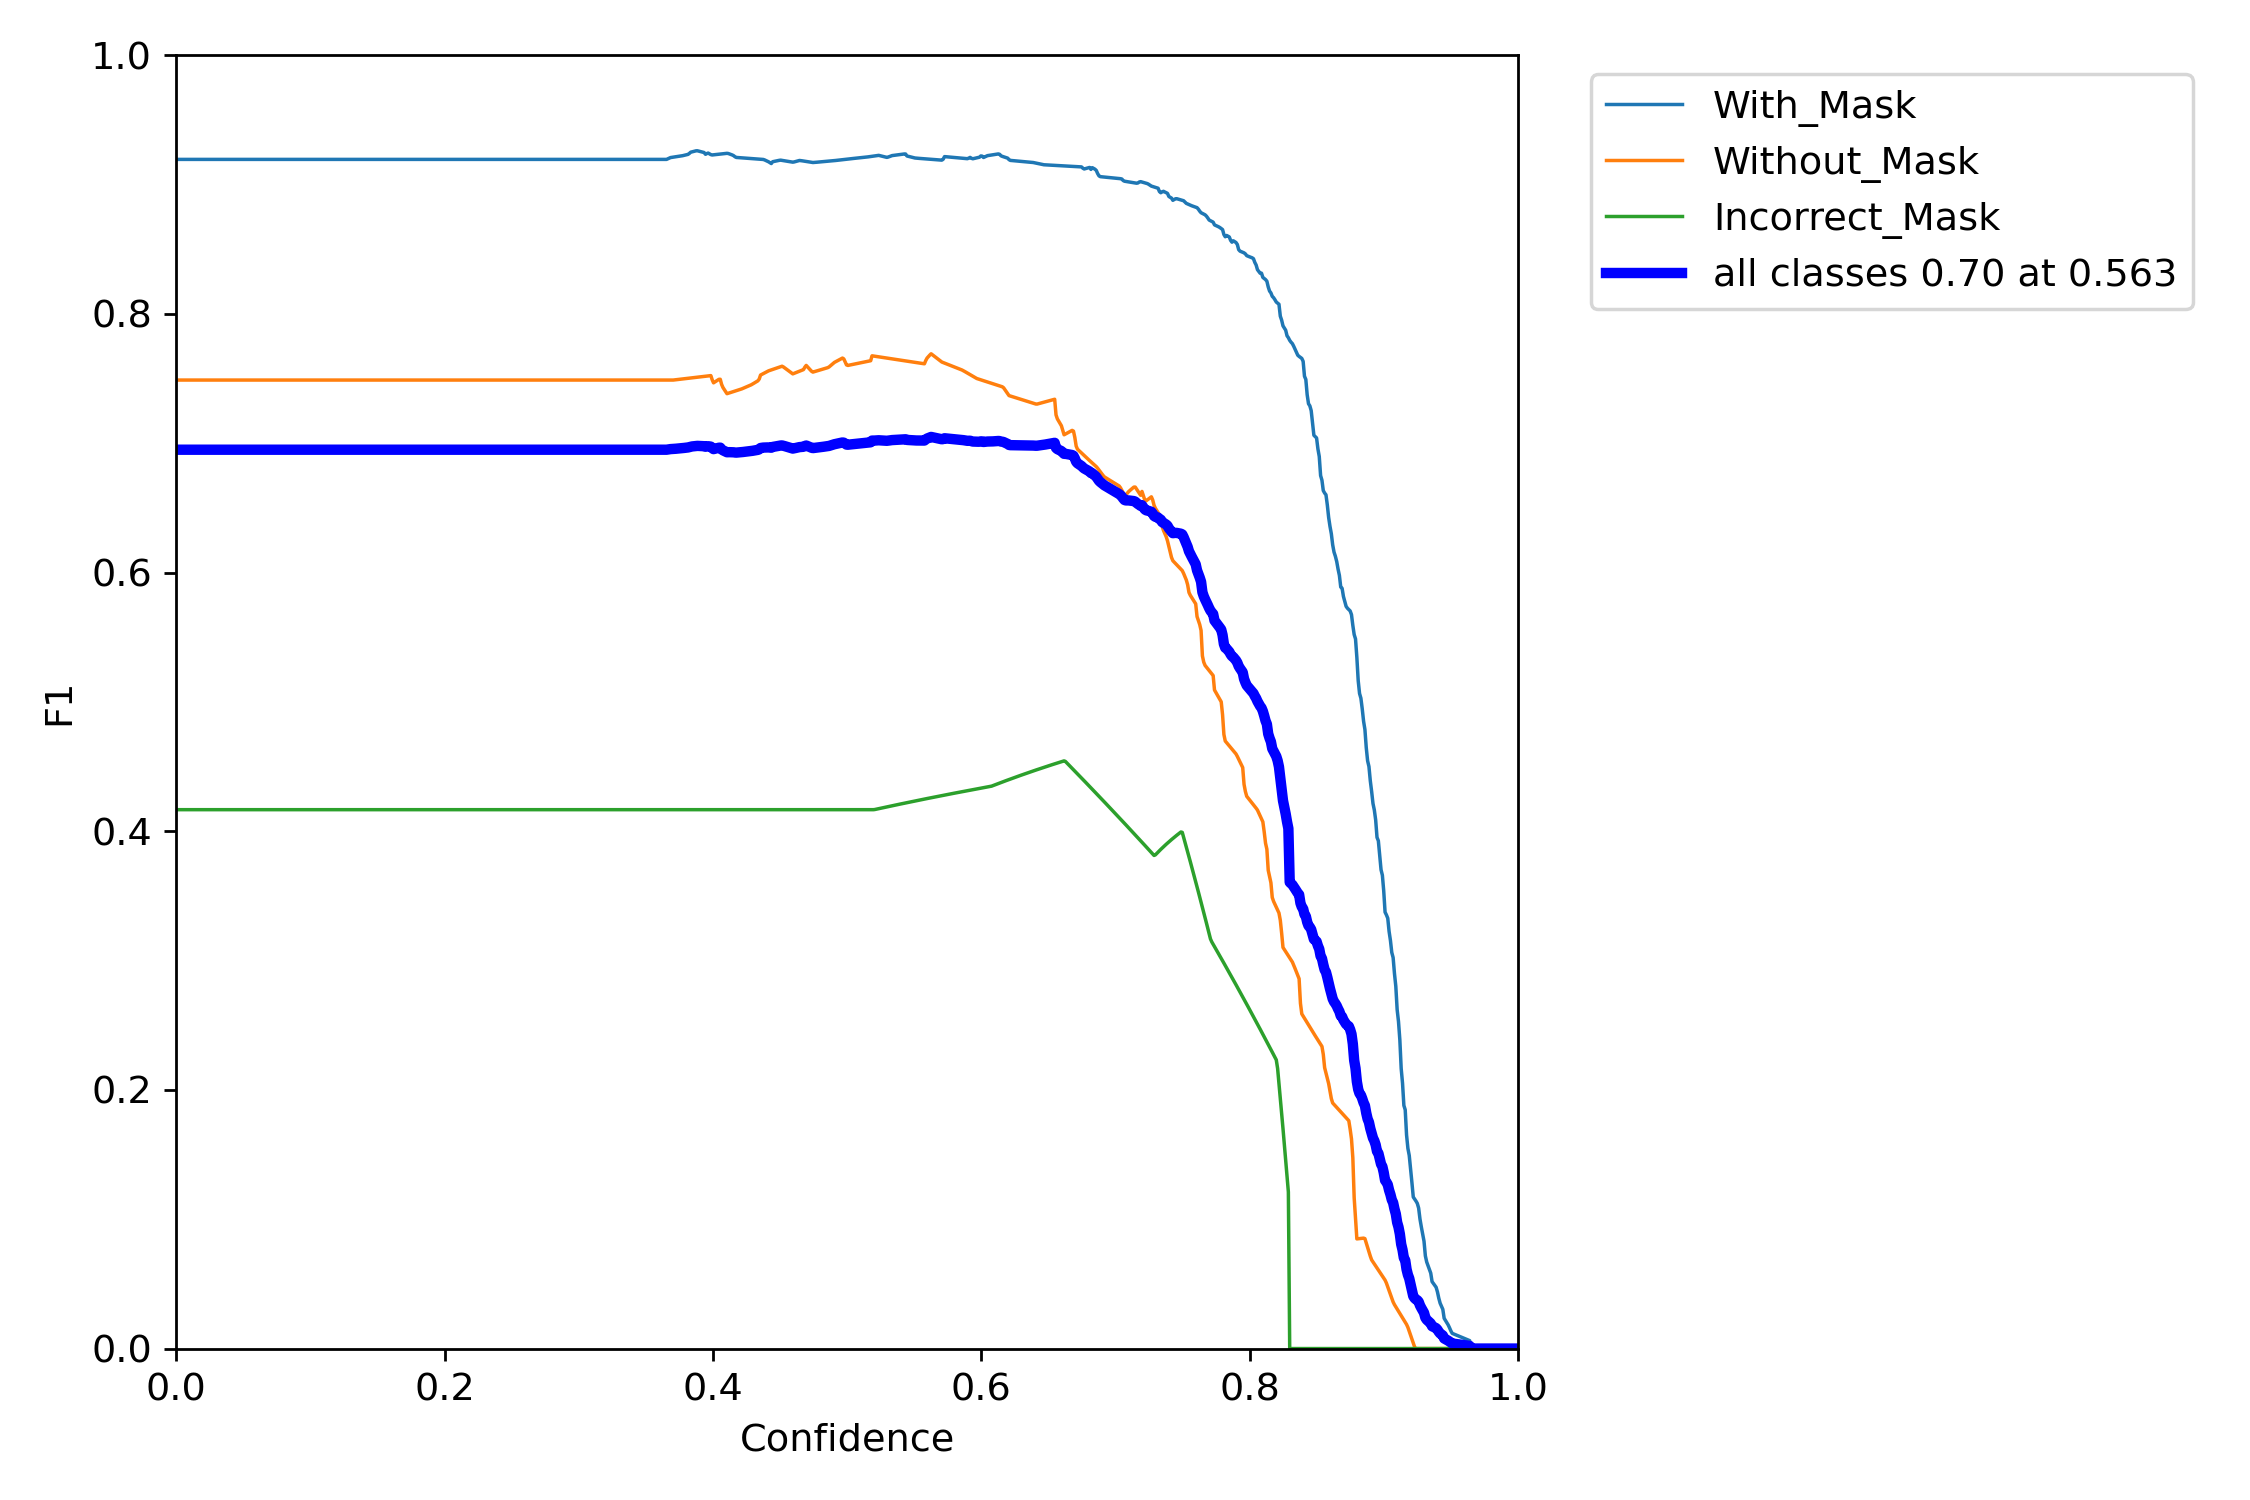 1.0
0.8
0.6
0.4
0.2
0.0
F1
0.0 0.2 0.4 0.6 0.8 1.0
Confidence
With_Mask
Without_Mask
Incorrect_Mask
all classes 0.70 at 0.563